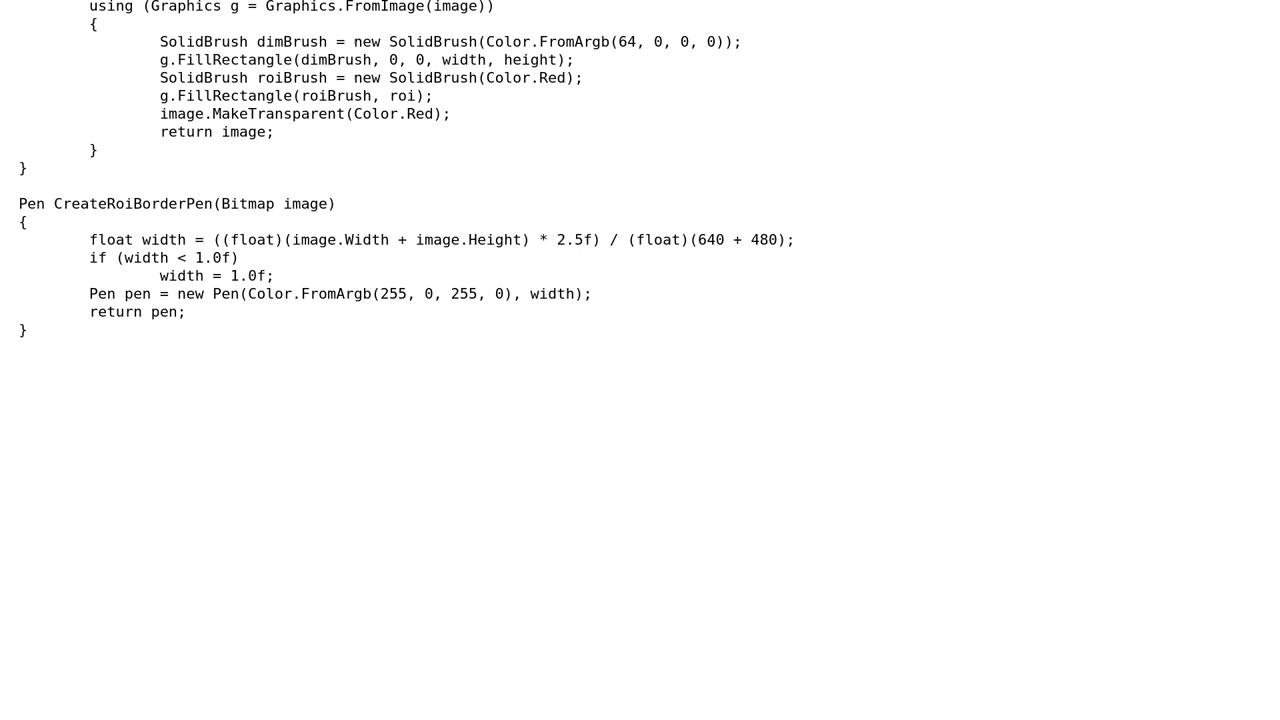 using (Graphics g = Graphics.FromImage(image))
{
SolidBrush dimBrush = new SolidBrush(Color.FromArgb(64, 0, 0, 0));
g.FillRectangle(dimBrush, 0, 0, width, height);
SolidBrush roiBrush = new SolidBrush(Color.Red);
g.FillRectangle(roiBrush, roi);
image.MakeTransparent(Color.Red);
return image;
}
}
Pen CreateRoiBorderPen(Bitmap image)
{
float width = ((float)(image.Width + image.Height) * 2.5f) / (float)(640 + 480);
if (width < 1.0f)
width = 1.0f;
Pen pen = new Pen(Color.FromArgb(255, 0, 255, 0), width);
return pen;
}